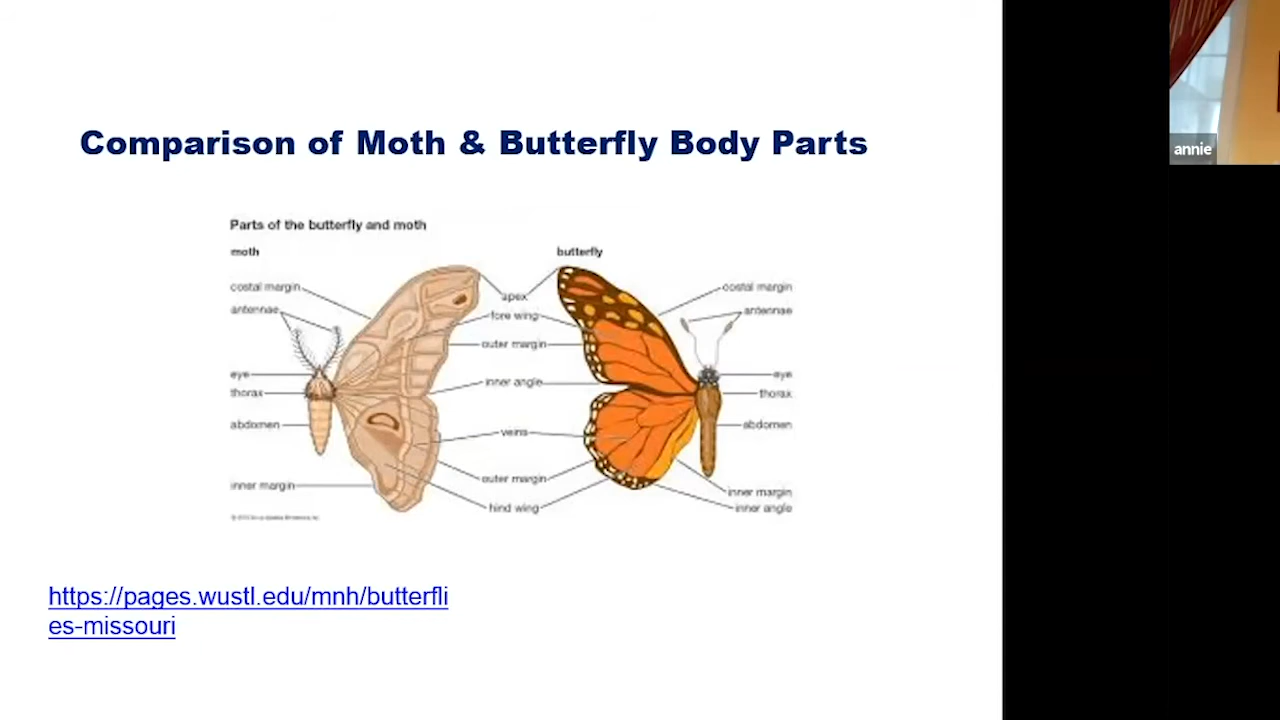 Comparison of Moth & Butterfly Body Parts
annie
Parts of the butterfly and moth
moth
butterfly
costal margin
antennae
eye
thorax
abdomen
inner margin
apex
fore wing
outer margin
inner angle
veins
outer margin
hind wing
costal margin
antennae
eye
thorax
abdomen
inner margin
inner angle
https://pages.wustl.edu/mnh/butterfli
es-missouri